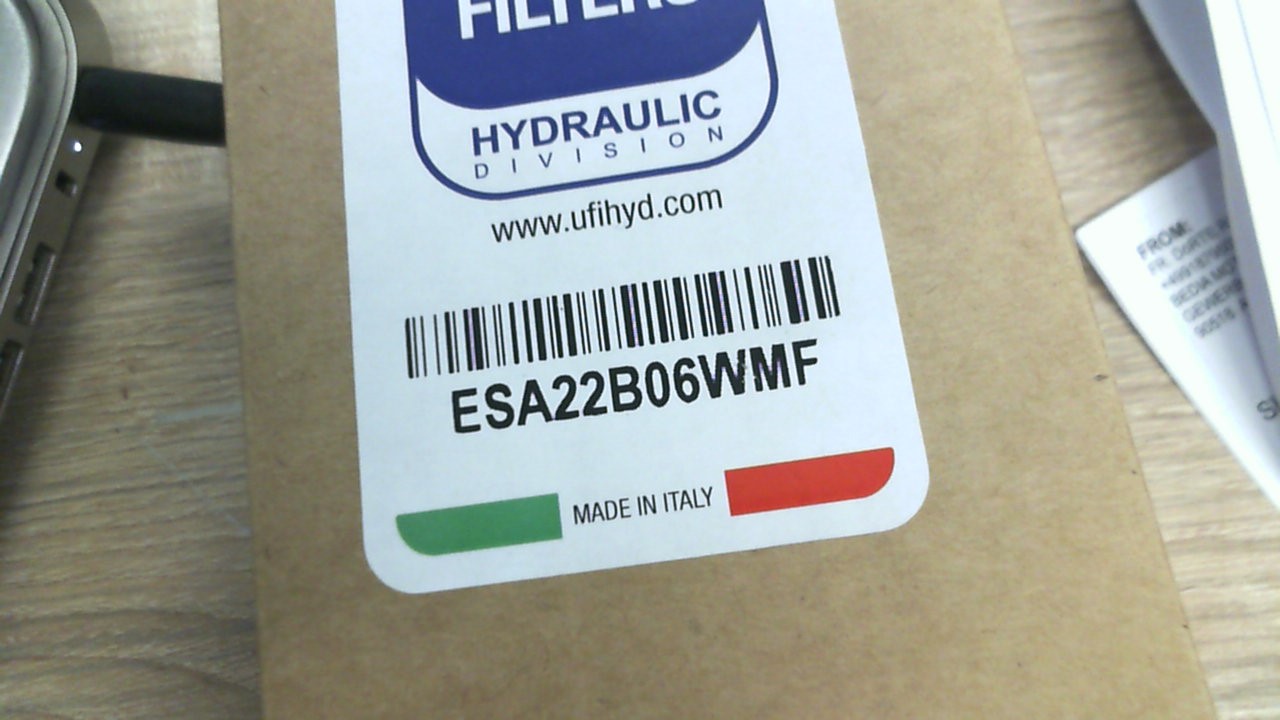 FILTERS
HYDRAULIC
DIVISION
www.ufihyd.com
ESA22B06WMF
MADE IN ITALY
FROM: